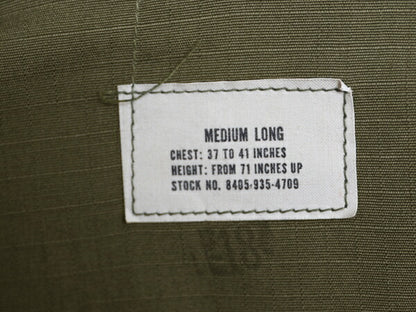 MEDIUM LONG
CHEST: 37 TO 41 INCHES
HEIGHT: FROM 71 INCHES UP
STOCK NO. 8405-935-4709